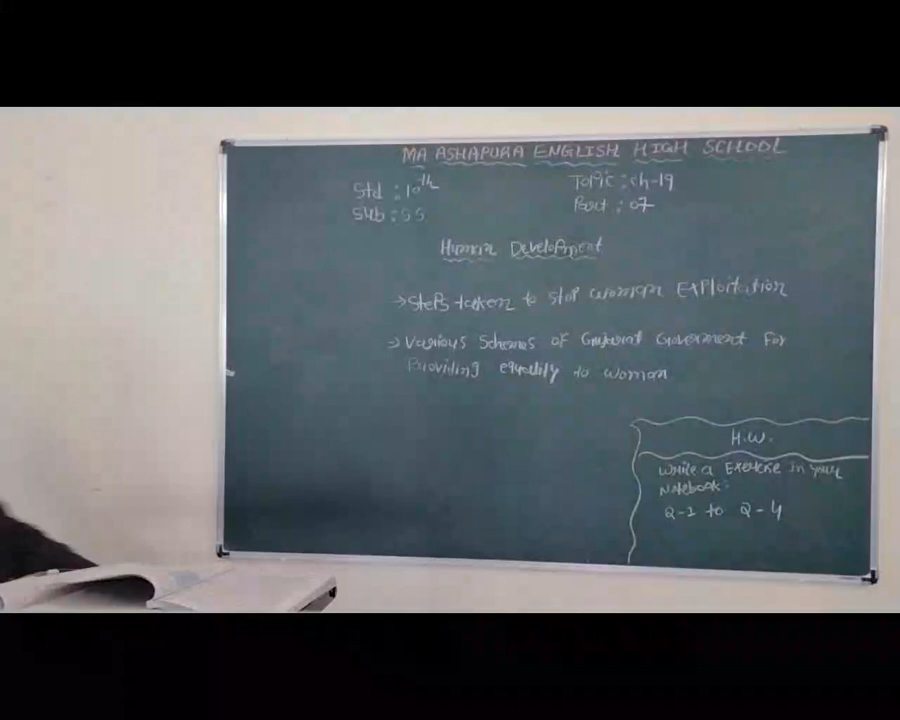 MA ASHAPURA ENGLISH HIGH SCHOOL
Std : 10th
Topic : ch-19
Sub : SS
Part : 07
Human Development
→ Steps taken to stop woman Exploitation
→ Various Schemes of Gujarat Goverment For
Providing equality to woman
H.W.
Write a Exercise in your
Notebook :
Q-1 to Q-4